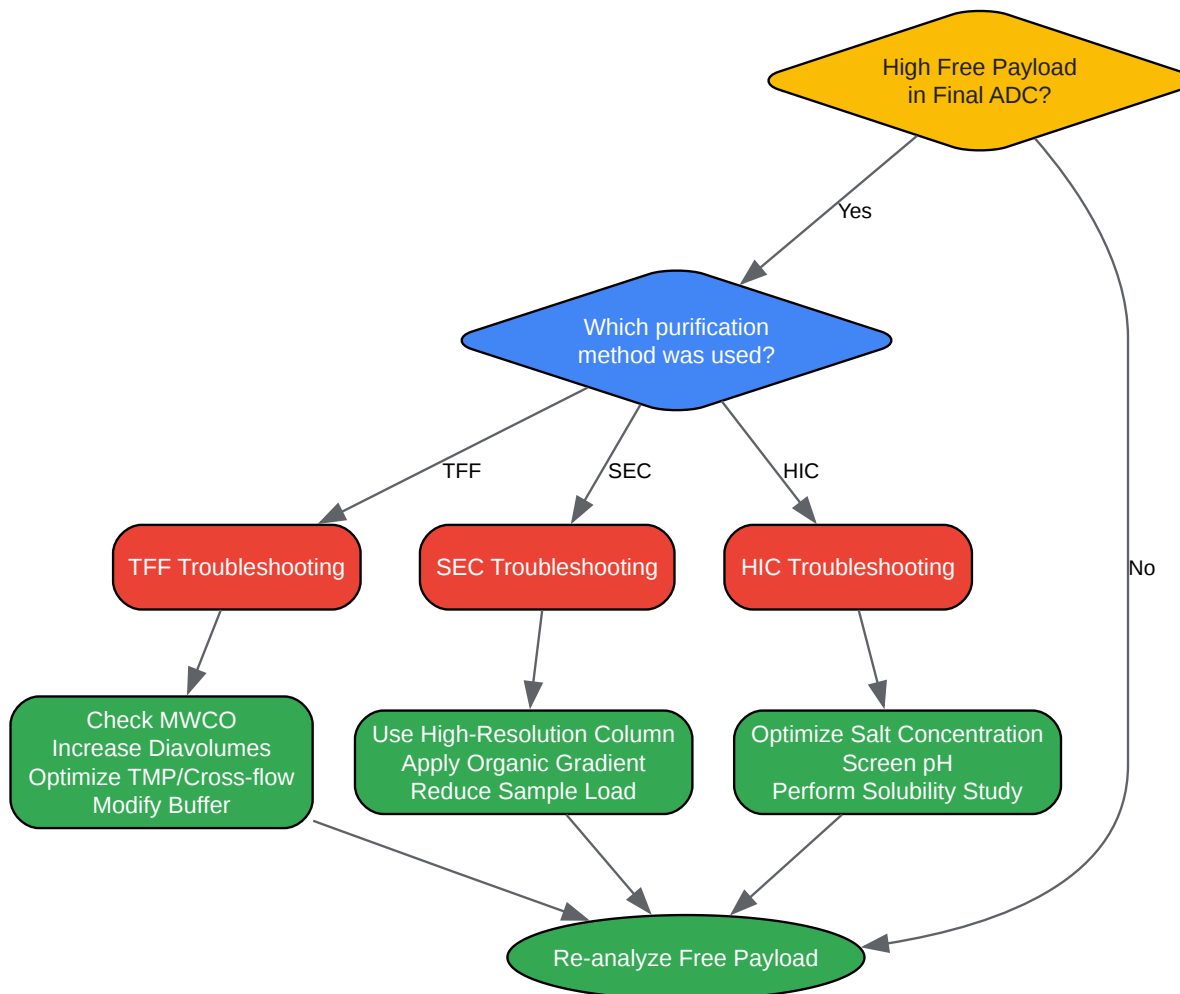 High Free Payload
in Final ADC?
Yes
Which purification
method was used?
TFF
SEC
HIC
No
TFF Troubleshooting
SEC Troubleshooting
HIC Troubleshooting
Check MWCO
Increase Diavolumes
Optimize TMP/Cross-flow
Modify Buffer
Use High-Resolution Column
Apply Organic Gradient
Reduce Sample Load
Optimize Salt Concentration
Screen pH
Perform Solubility Study
Re-analyze Free Payload